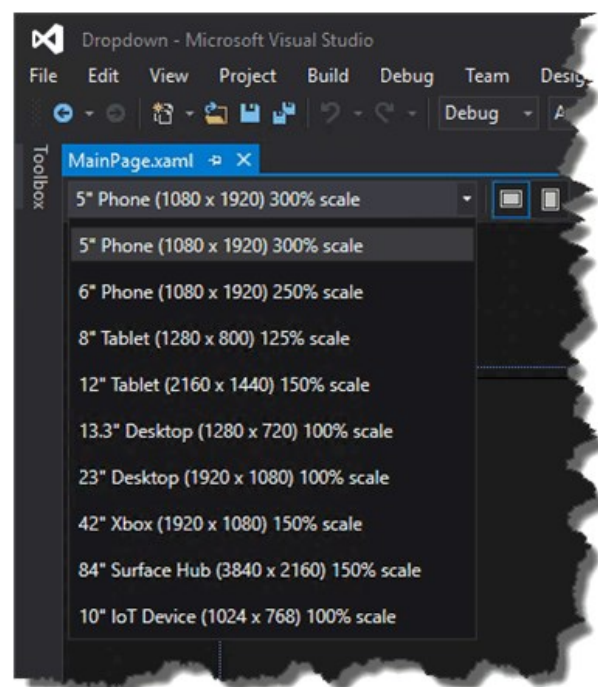 Dropdown - Microsoft Visual Studio
File Edit View Project Build Debug Team
Debug
Toolbox
MainPage.xaml
5" Phone (1080 x 1920) 300% scale
5" Phone (1080 x 1920) 300% scale
6" Phone (1080 x 1920) 250% scale
8" Tablet (1280 x 800) 125% scale
12" Tablet (2160 x 1440) 150% scale
13.3" Desktop (1280 x 720) 100% scale
23" Desktop (1920 x 1080) 100% scale
42" Xbox (1920 x 1080) 150% scale
84" Surface Hub (3840 x 2160) 150% scale
10" IoT Device (1024 x 768) 100% scale